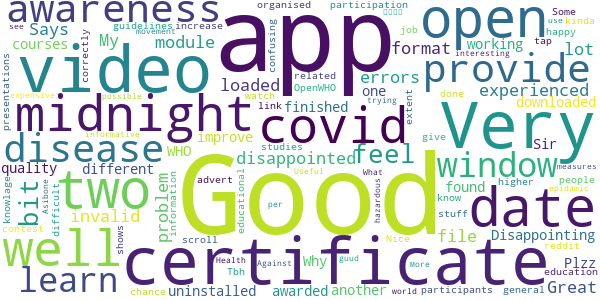 awareness
guidelines
increase
organised
participation
Some
see
Says
My
movement
app
confusing
open
job
kinda
use
happy
courses
module
correctly
format
working
tap
interesting
presentations
video
loaded
errors
related
OpenWHO
one
provide
lot
expensive
possible
link
finished
extent
trying
experienced
done
downloaded
midnight
covid
Very
informative
watch
improve
studies
give
disease
WHO
disappointed
feel
window
Sir
quality
different
educational
Useful
What
found
higher
people
knowlage
Asibone
bit
difficult
two
problem
information
advert
Why
per
hazardous
know
stuff
measures
epidamic
date
invalid
Good
file
Disappointing
contest
shows
scroll
Nice
reddit
well
certificate
Plzz
chance
Health
Tbh
Against
guud
More
education
learn
uninstalled
awarded
another
world
participants
general
Great